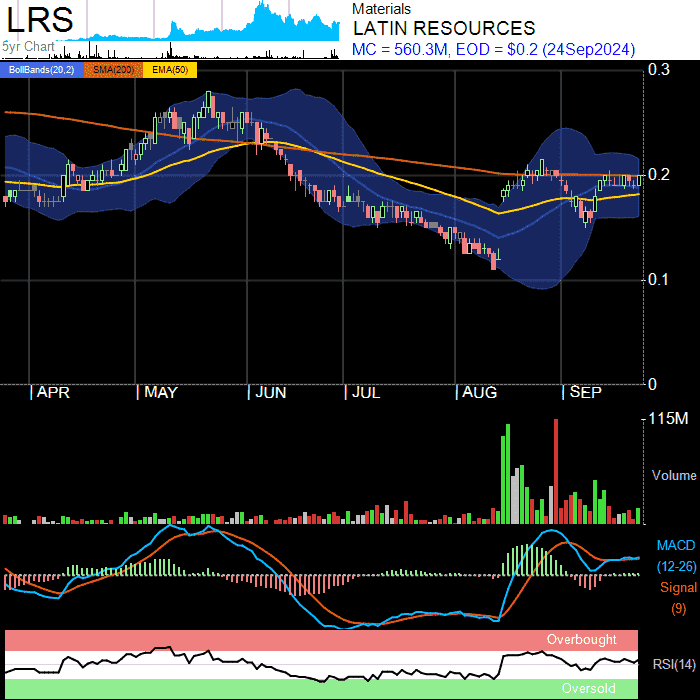 LRS
5yr Chart
Materials
LATIN RESOURCES
MC = 560.3M, EOD = $0.2 (24Sep2024)
BollBands(20,2) SMA(200) EMA(50)
0.3
0.2
0.1
0
APR MAY JUN JUL AUG SEP
115M
Volume
MACD
(12-26)
Signal
(9)
Overbought
RSI(14)
Oversold